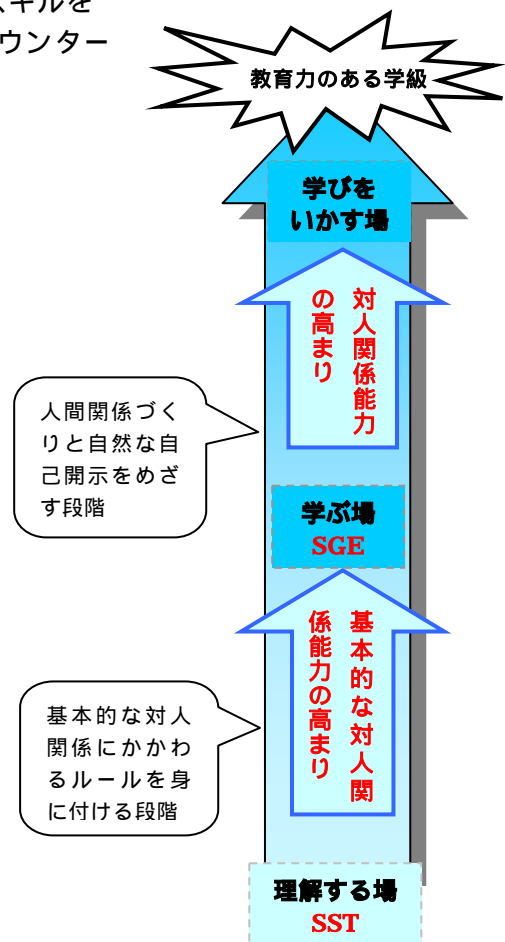 スキルを
ウンター
教育力のある学級
学びを
いかす場
対人関係能力
の高まり
人間関係づく
りと自然な自
己開示をめざ
す段階
学ぶ場
SGE
基本的な対人関
係能力の高まり
基本的な対人
関係にかかわ
るルールを身
に付ける段階
理解する場
SST